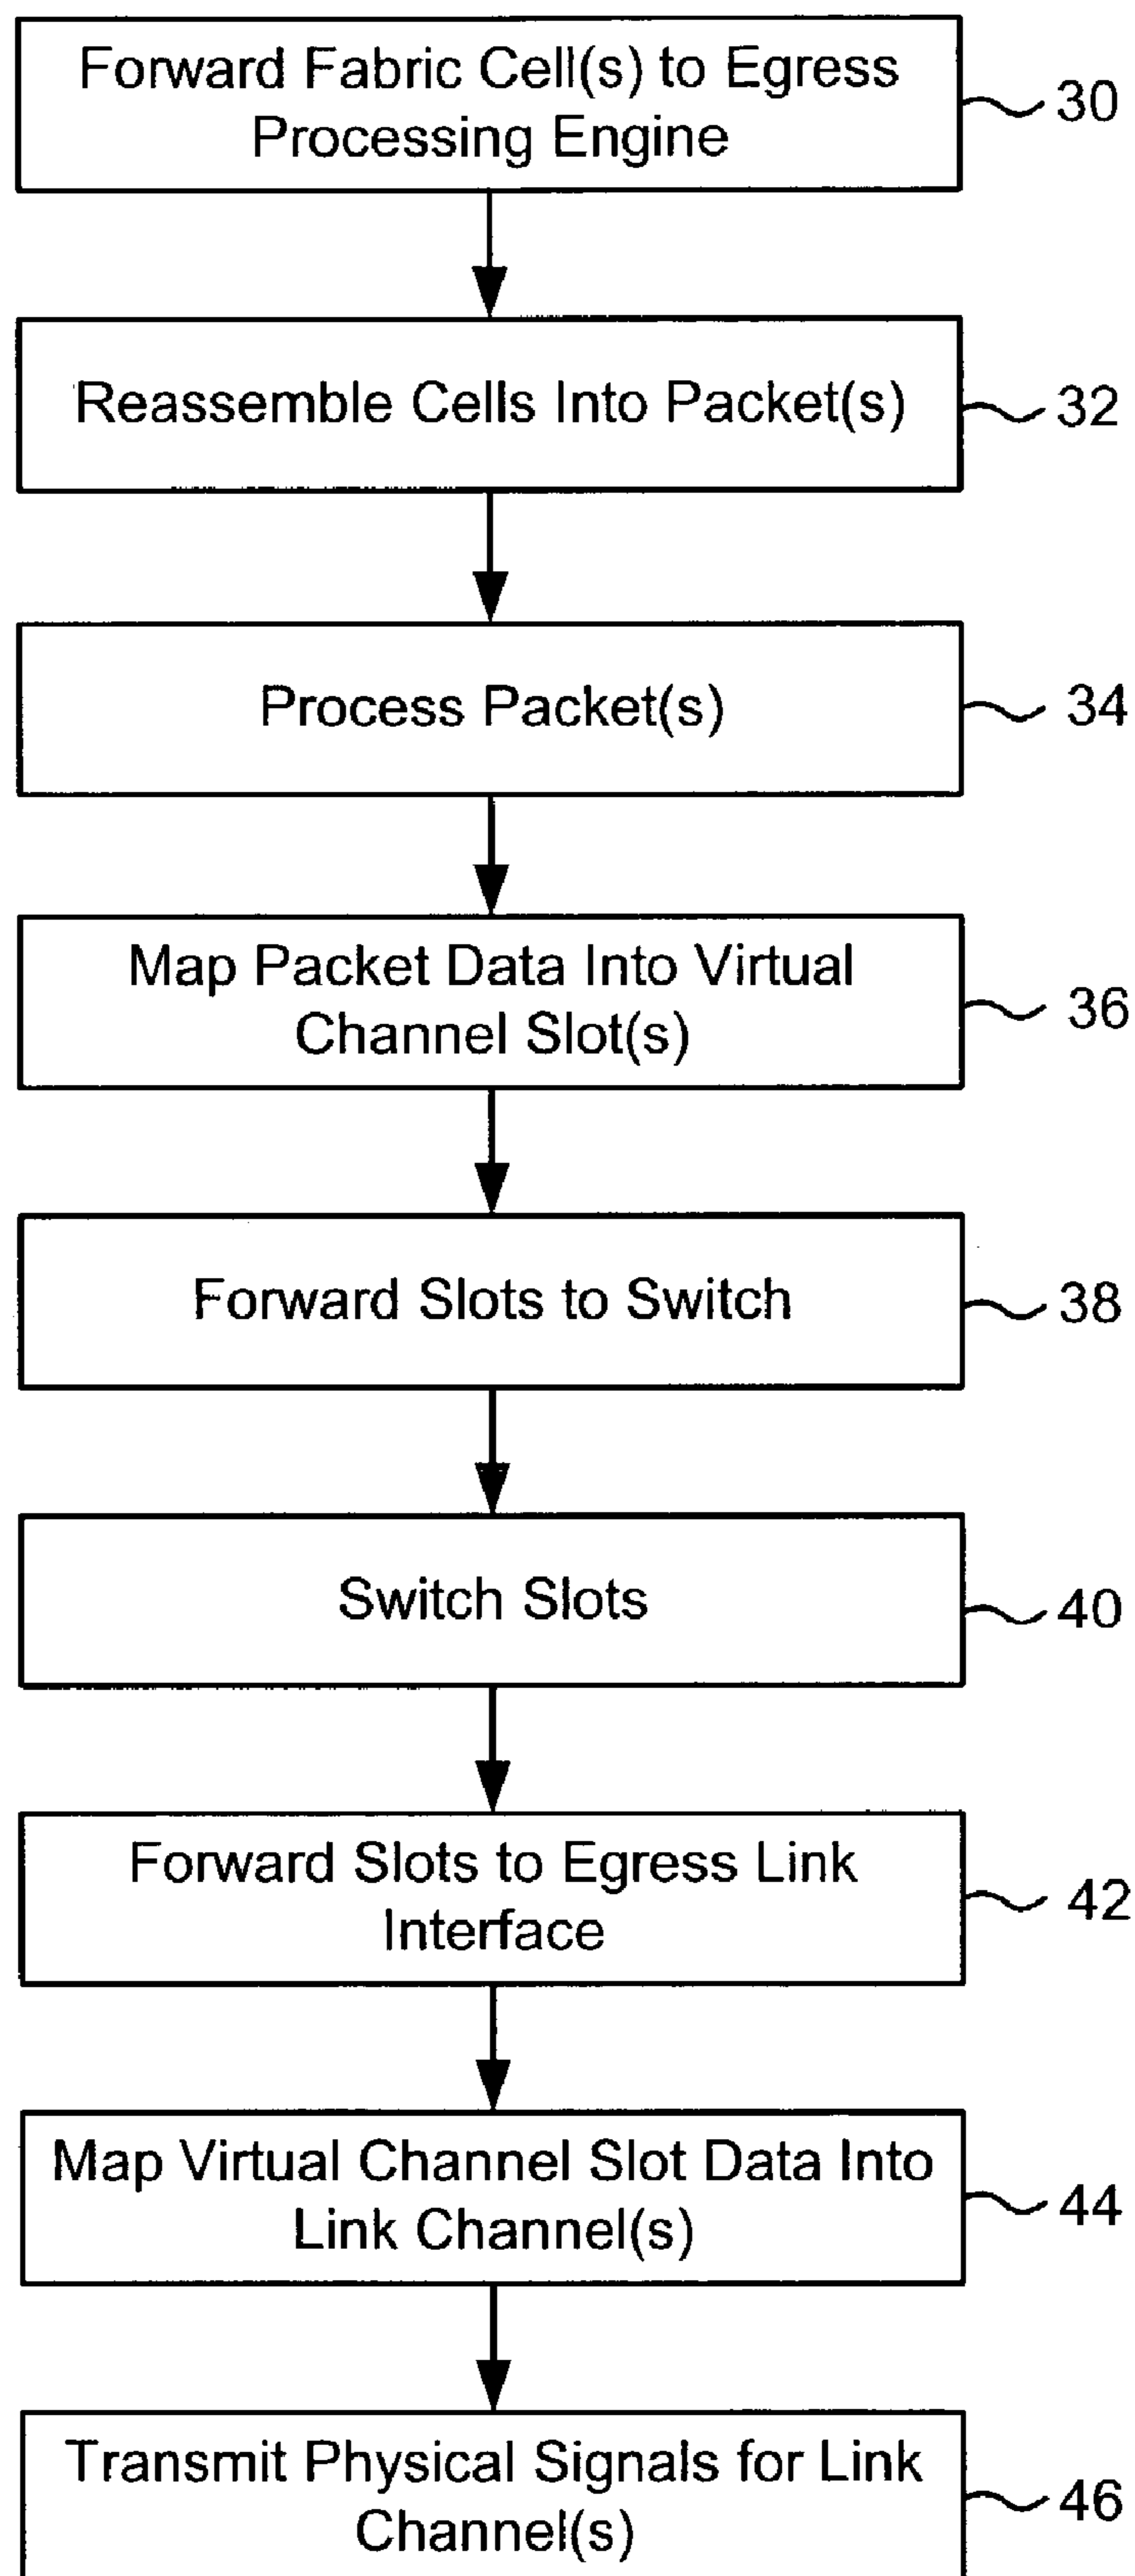 Forward Fabric Cell(s) to Egress
Processing Engine
30
Reassemble Cells Into Packet(s)
32
Process Packet(s)
34
Map Packet Data Into Virtual
Channel Slot(s)
36
Forward Slots to Switch
38
Switch Slots
40
Forward Slots to Egress Link
Interface
42
Map Virtual Channel Slot Data Into
Link Channel(s)
44
Transmit Physical Signals for Link
Channel(s)
46